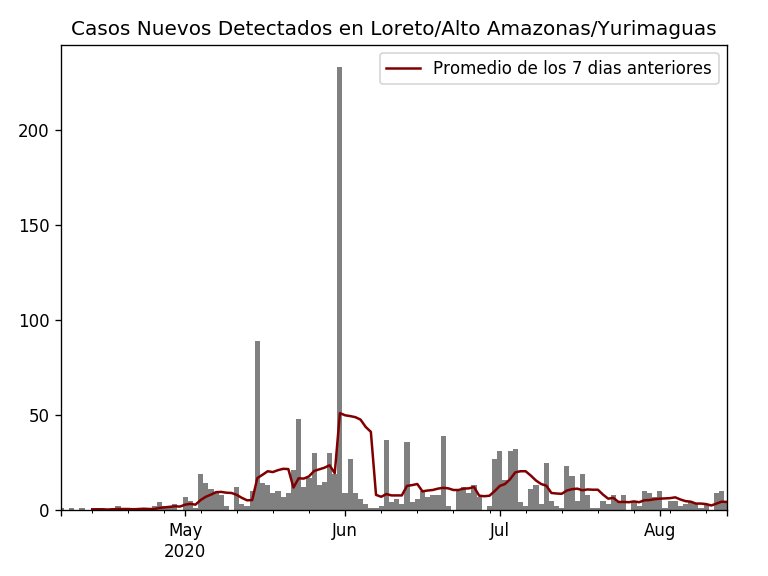 Casos Nuevos Detectados en Loreto/Alto Amazonas/Yurimaguas
Promedio de los 7 dias anteriores
200
150
100
50
0
May Jun Jul Aug
2020